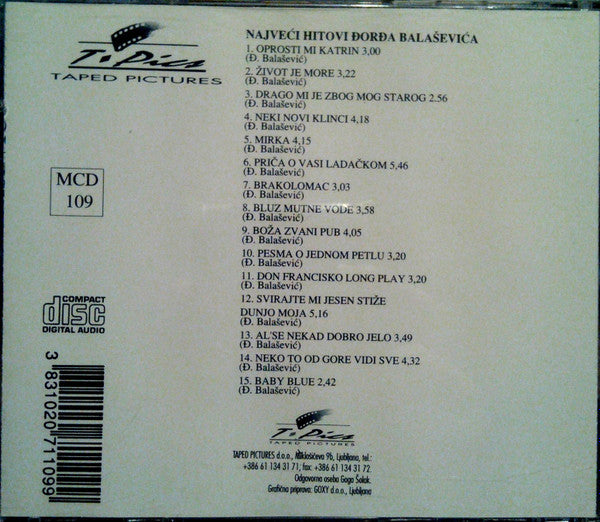 T•Pics
TAPED PICTURES
MCD
109
COMPACT
disc
DIGITAL AUDIO
3 831020 711099
NAJVEĆI HITOVI ĐORĐA BALAŠEVIĆA
1. OPROSTI MI KATRIN 3,00
(Đ. Balašević)
2. ŽIVOT JE MORE 3,22
(Đ. Balašević)
3. DRAGO MI JE ZBOG MOG STAROG 2.56
(Đ. Balašević)
4. NEKI NOVI KLINCI 4,18
(Đ. Balašević)
5. MIRKA 4,15
(Đ. Balašević)
6. PRIČA O VASI LADAČKOM 5,46
(Đ. Balašević)
7. BRAKOLOMAC 3,03
(Đ. Balašević)
8. BLUZ MUTNE VODE 3,58
(Đ. Balašević)
9. BOŽA ZVANI PUB 4,05
(Đ. Balašević)
10. PESMA O JEDNOM PETLU 3,20
(Đ. Balašević)
11. DON FRANCISKO LONG PLAY 3,20
(Đ. Balašević)
12. SVIRAJTE MI JESEN STIŽE
DUNJO MOJA 5,16
(Đ. Balašević)
13. AL'SE NEKAD DOBRO JELO 3,49
(Đ. Balašević)
14. NEKO TO OD GORE VIDI SVE 4,32
(Đ. Balašević)
15. BABY BLUE 2,42
(Đ. Balašević)
T•Pics
TAPED PICTURES
TAPED PICTURES d.o.o., Miklošičeva 9b, Ljubljana, tel.:
+386 61 134 31 71, fax: +386 61 134 31 72
Odgovorna oseba Goga Šolak.
Grafična priprava: GOXY d.o.o., Ljubljana